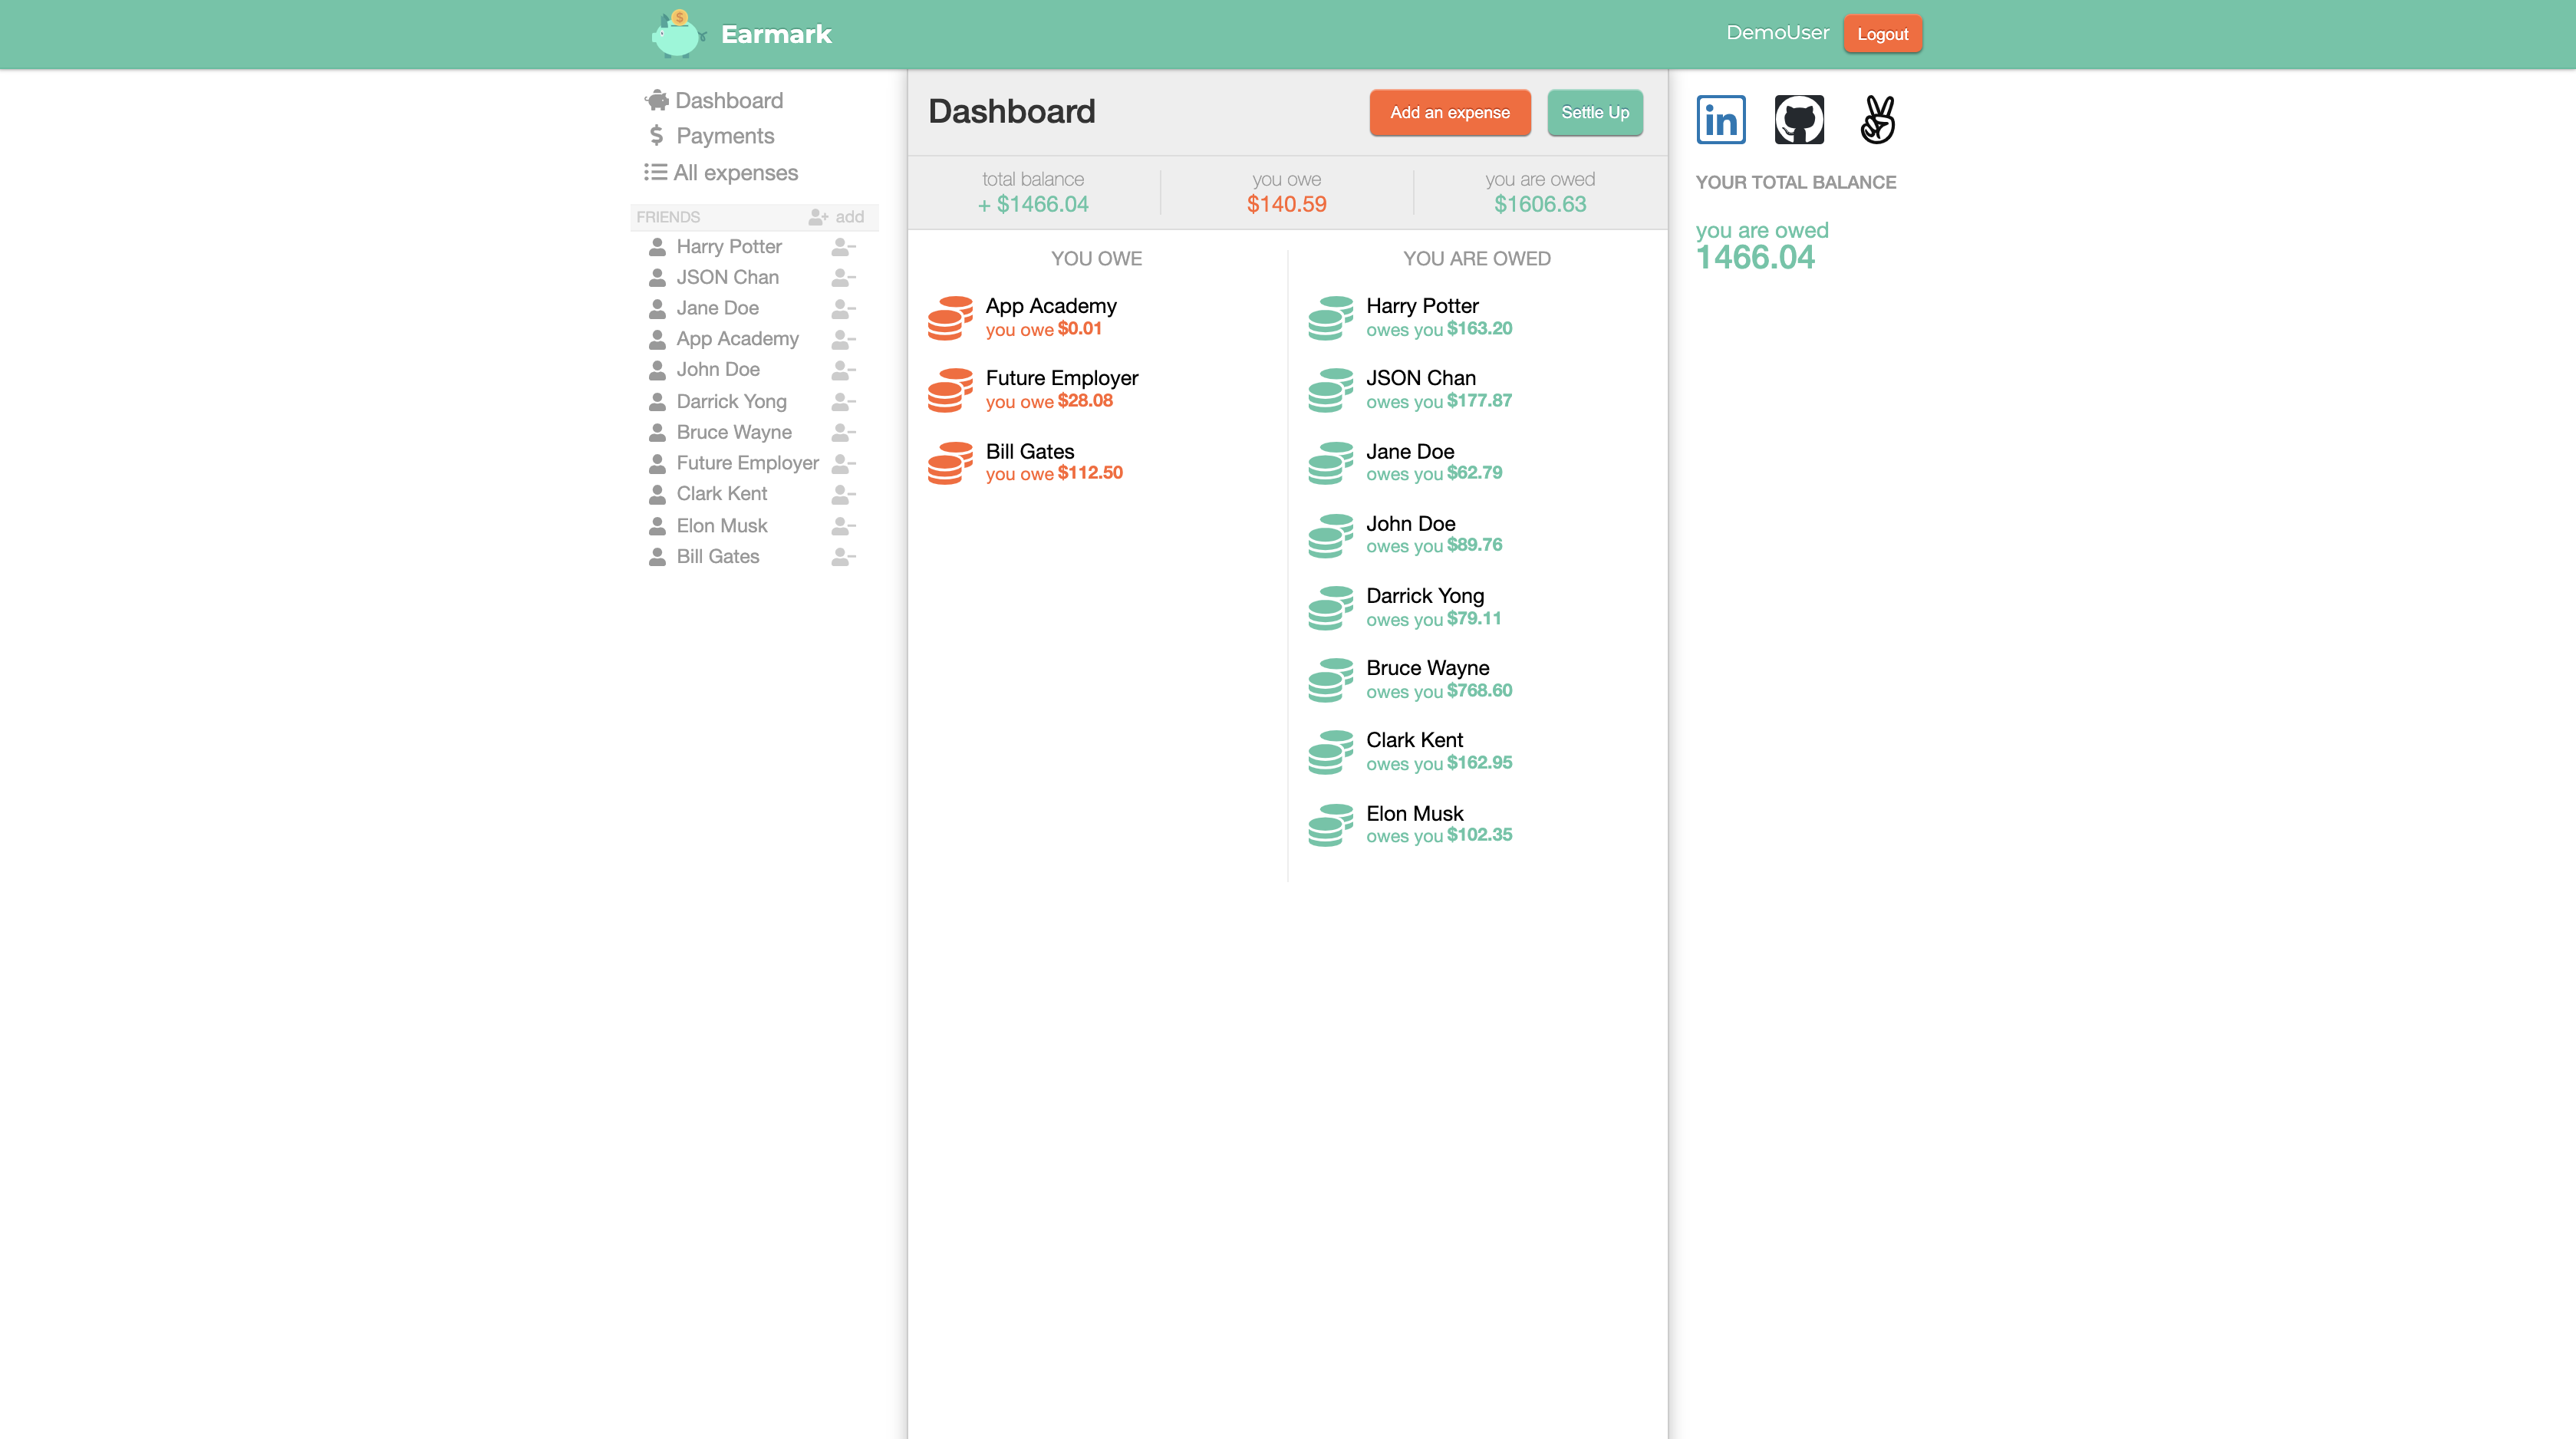 Earmark
DemoUser
Logout
Dashboard
Payments
All expenses
FRIENDS
add
Harry Potter
JSON Chan
Jane Doe
App Academy
John Doe
Darrick Yong
Bruce Wayne
Future Employer
Clark Kent
Elon Musk
Bill Gates
Dashboard
Add an expense
Settle Up
total balance
+ $1466.04
you owe
$140.59
you are owed
$1606.63
YOU OWE
App Academy
you owe $0.01
Future Employer
you owe $28.08
Bill Gates
you owe $112.50
YOU ARE OWED
Harry Potter
owes you $163.20
JSON Chan
owes you $177.87
Jane Doe
owes you $62.79
John Doe
owes you $89.76
Darrick Yong
owes you $79.11
Bruce Wayne
owes you $768.60
Clark Kent
owes you $162.95
Elon Musk
owes you $102.35
in
YOUR TOTAL BALANCE
you are owed
1466.04